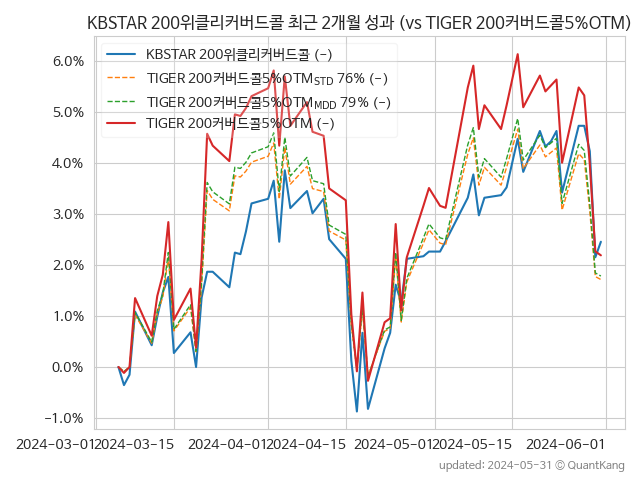 KBSTAR 200위클리커버드콜 최근 2개월 성과 (vs TIGER 200커버드콜5%OTM)
KBSTAR 200위클리커버드콜 (-)
TIGER 200커버드콜5%OTM STD 76% (-)
TIGER 200커버드콜5%OTM MDD 79% (-)
TIGER 200커버드콜5%OTM (-)
6.0%
5.0%
4.0%
3.0%
2.0%
1.0%
0.0%
-1.0%
2024-03-01 2024-03-15 2024-04-01 2024-04-15 2024-05-01 2024-05-15 2024-06-01
updated: 2024-05-31 © QuantKang